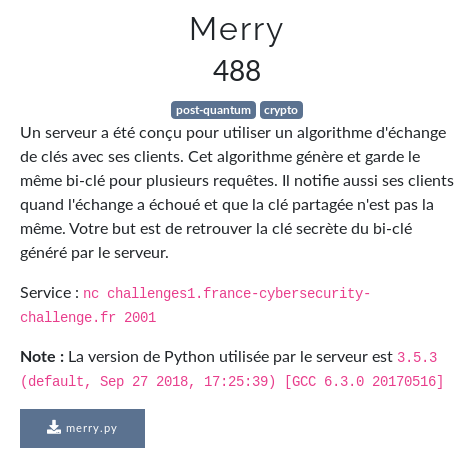 Merry
488
post-quantum crypto
Un serveur a été conçu pour utiliser un algorithme d'échange
de clés avec ses clients. Cet algorithme génère et garde le
même bi-clé pour plusieurs requêtes. Il notifie aussi ses clients
quand l'échange a échoué et que la clé partagée n'est pas la
même. Votre but est de retrouver la clé secrète du bi-clé
généré par le serveur.
Service : nc challenges1.france-cybersecurity-
challenge.fr 2001
Note : La version de Python utilisée par le serveur est 3.5.3
(default, Sep 27 2018, 17:25:39) [GCC 6.3.0 20170516]
merry.py